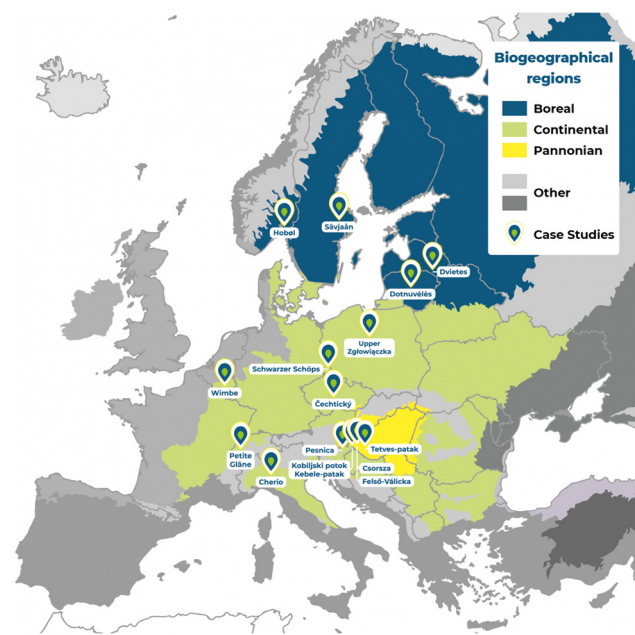 Biogeographical
regions
Boreal
Continental
Pannonian
Other
Case Studies
Hobøl
Sävjaån
Dvietes
Dotnuvélés
Upper
Zgłowiączka
Schwarzer Schöps
Wimbe
Čechtický
Petite
Glâne
Pesnica
Tetves-patak
Kobiljski potok
Kebele-patak
Csorsza
Felső-Válicka
Cherio